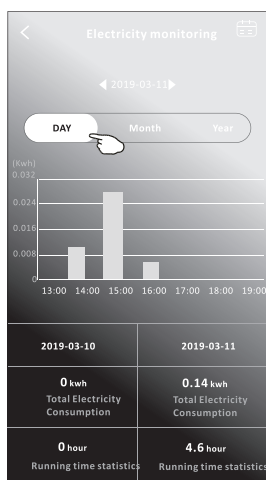 Electricity monitoring
2019-03-11
DAY Month Year
(Kwh)
0.032
0.024
0.016
0.008
0
13:00 14:00 15:00 16:00 17:00 18:00 19:00
2019-03-10 2019-03-11
0 kwh 0.14 kwh
Total Electricity Total Electricity
Consumption Consumption
0 hour 4.6 hour
Running time statistics Running time statistics